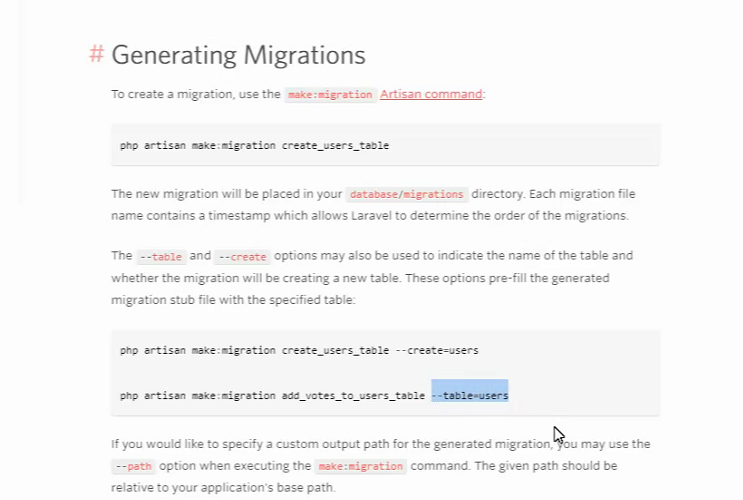 # Generating Migrations
To create a migration, use the make:migration Artisan command:
php artisan make:migration create_users_table
The new migration will be placed in your database/migrations directory. Each migration file
name contains a timestamp which allows Laravel to determine the order of the migrations.
The --table and --create options may also be used to indicate the name of the table and
whether the migration will be creating a new table. These options pre-fill the generated
migration stub file with the specified table:
php artisan make:migration create_users_table --create=users
php artisan make:migration add_votes_to_users_table --table=users
If you would like to specify a custom output path for the generated migration, you may use the
--path option when executing the make:migration command. The given path should be
relative to your application's base path.